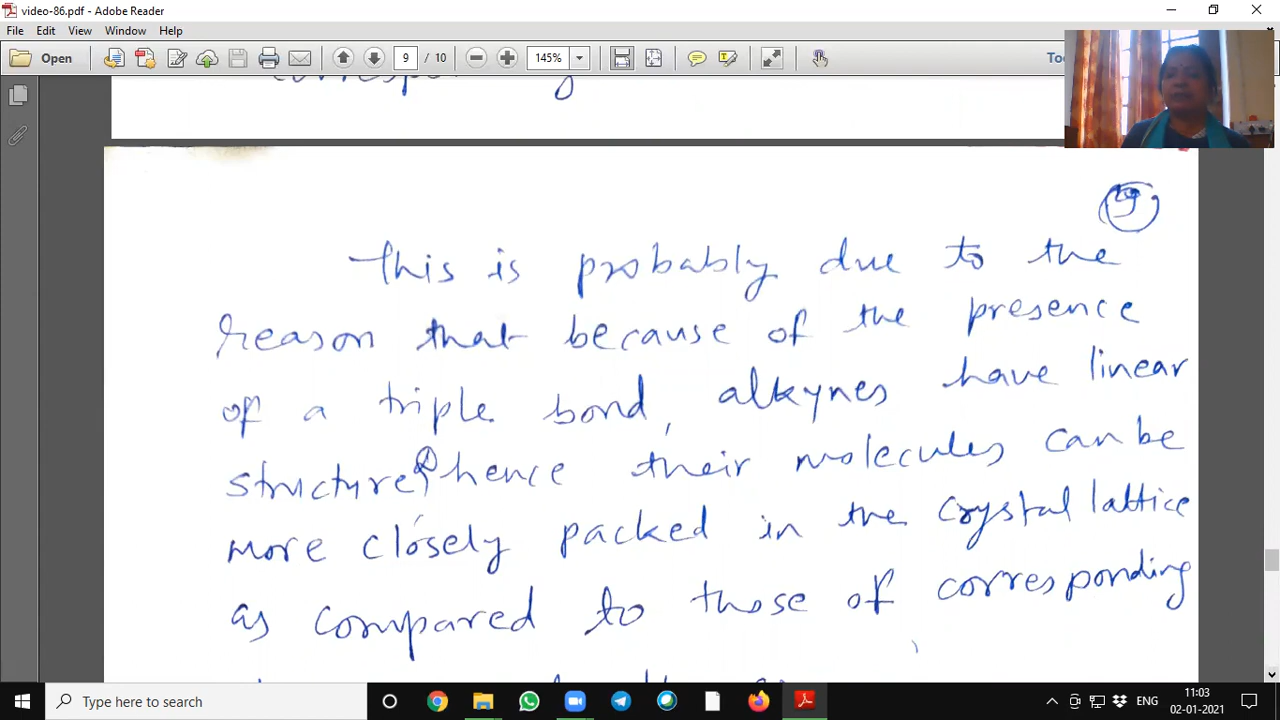 video-86.pdf - Adobe Reader
File Edit View Window Help
Open 9 / 10 145%
This is probably due to the
reason that because of the presence
of a triple bond, alkynes have linear
structure, & hence their molecules can be
more closely packed in the crystal lattice
as compared to those of corresponding
Type here to search
ENG
11:03
02-01-2021